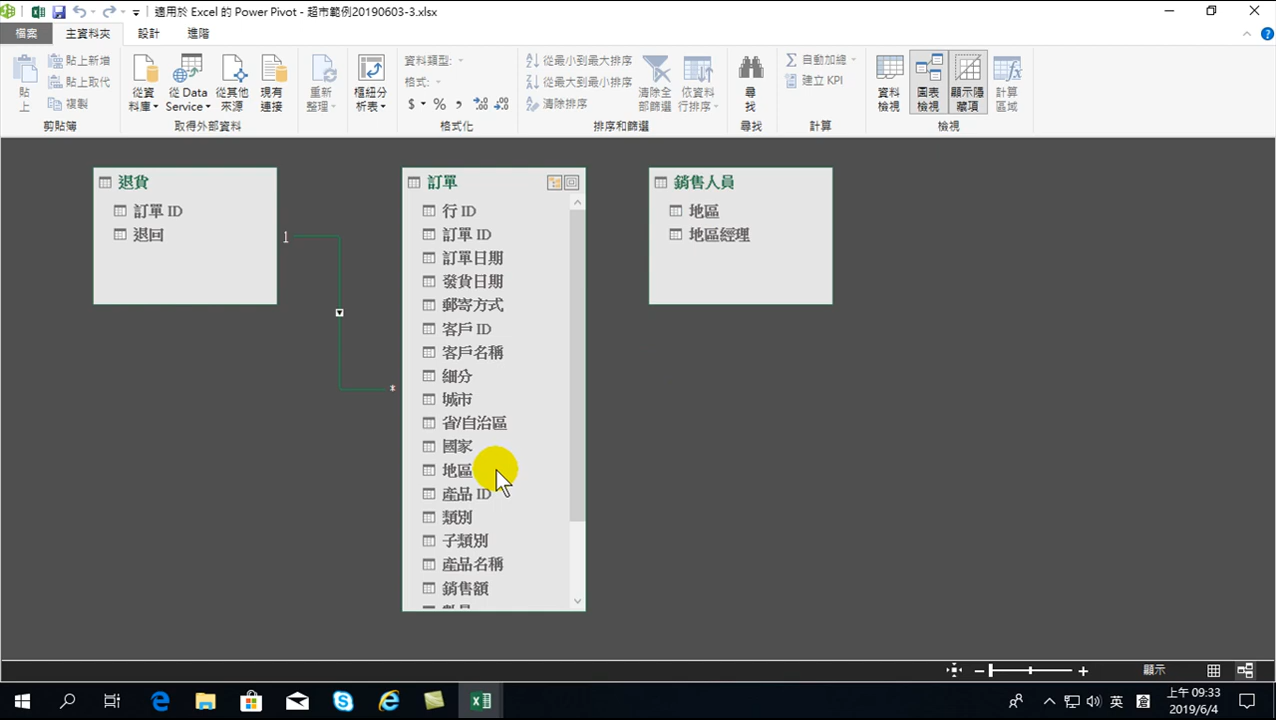 適用於 Excel 的 Power Pivot - 超市範例20190603-3.xlsx
檔案 主資料夾 設計 進階
貼上
貼上新增
貼上取代
複製
剪貼簿
從資料庫
從 Data Service
從其他來源
現有連接
取得外部資料
重新整理
樞紐分析表
資料類型:
格式:
$ % ,
格式化
從最小到最大排序
從最大到最小排序
清除排序
清除全部篩選
依資料行排序
排序和篩選
尋找
尋找
自動加總
建立 KPI
計算
資料檢視
圖表檢視
顯示隱藏項
計算區域
檢視
退貨
訂單 ID
退回
1
*
訂單
行 ID
訂單 ID
訂單日期
發貨日期
郵寄方式
客戶 ID
客戶名稱
細分
城市
省/自治區
國家
地區
產品 ID
類別
子類別
產品名稱
銷售額
數量
銷售人員
地區
地區經理
顯示
英
上午 09:33
2019/6/4